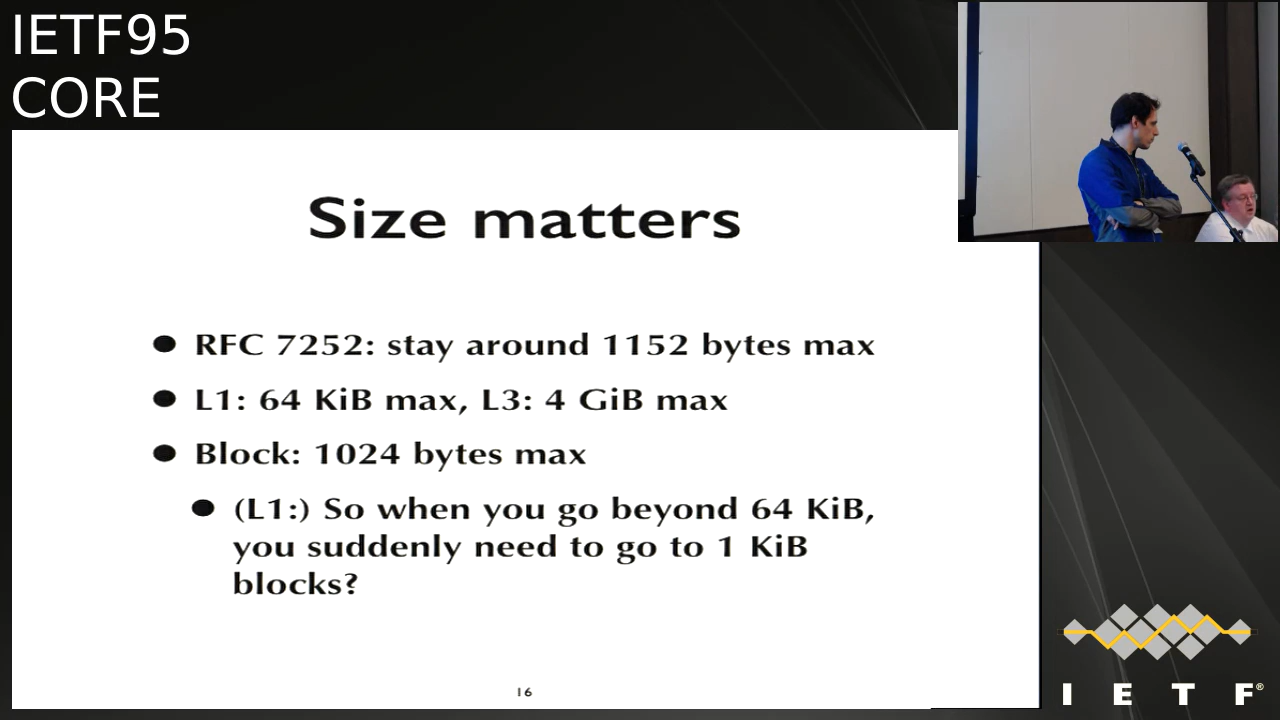 IETF95
CORE
Size matters
● RFC 7252: stay around 1152 bytes max
● L1: 64 KiB max, L3: 4 GiB max
● Block: 1024 bytes max
● (L1:) So when you go beyond 64 KiB,
you suddenly need to go to 1 KiB
blocks?
16
I E T F®